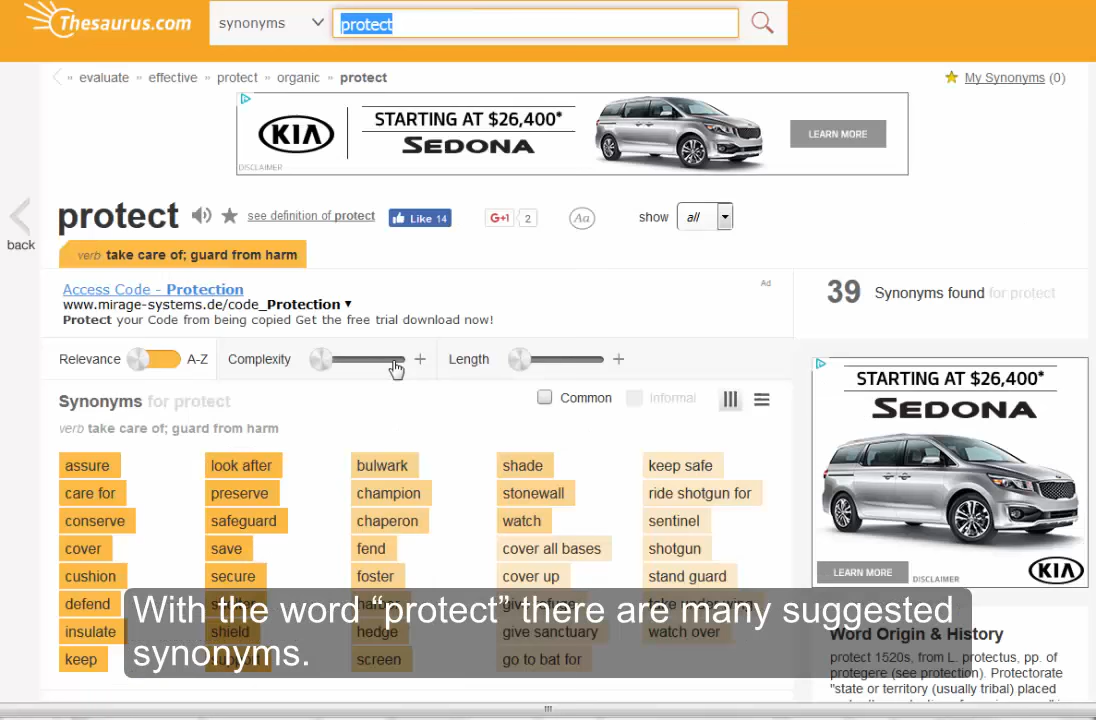 Thesaurus.com
synonyms
protect
» evaluate » effective » protect » organic » protect
My Synonyms (0)
KIA
STARTING AT $26,400*
SEDONA
LEARN MORE
DISCLAIMER
back
protect
see definition of protect
Like 14
G+1 2
Aa
show
all
verb take care of; guard from harm
Access Code - Protection
Ad
www.mirage-systems.de/code_Protection ▼
Protect your Code from being copied Get the free trial download now!
39 Synonyms found for protect
Relevance A-Z Complexity + Length +
Synonyms for protect
Common Informal
verb take care of; guard from harm
assure look after bulwark shade keep safe
care for preserve champion stonewall ride shotgun for
conserve safeguard chaperon watch sentinel
cover save fend cover all bases shotgun
cushion secure foster cover up stand guard
defend
insulate shield hedge give sanctuary watch over
keep support screen go to bat for
With the word “protect” there are many suggested
synonyms.
STARTING AT $26,400*
SEDONA
LEARN MORE
DISCLAIMER
KIA
Word Origin & History
protect 1520s, from L. protectus, pp. of
protegere (see protection). Protectorate
"state or territory (usually tribal) placed